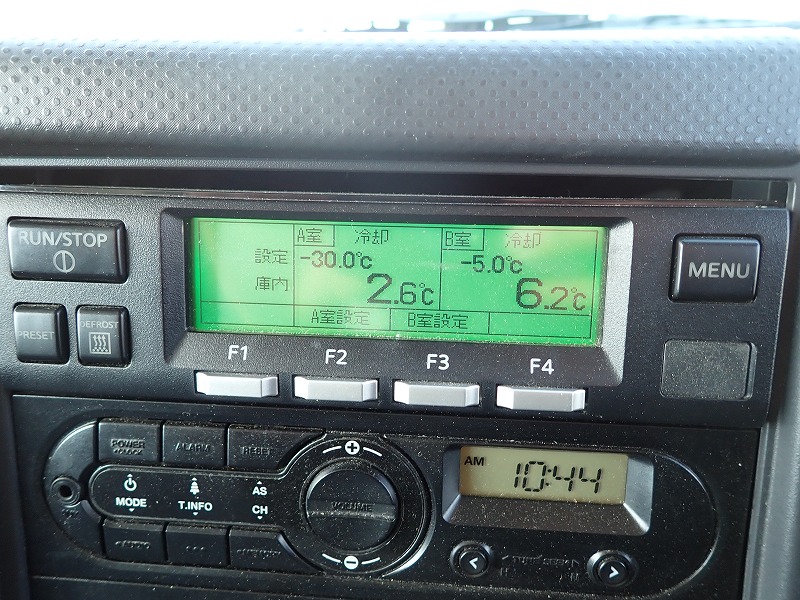 RUN/STOP
PRESET
DEFROST
A室 冷却 B室 冷却
設定 -30.0℃ -5.0℃
庫内 2.6℃ 6.2℃
A室設定 B室設定
MENU
F1 F2 F3 F4
POWER ALARM RESET
MODE T.INFO AS
CH
VOLUME
AM 10:44